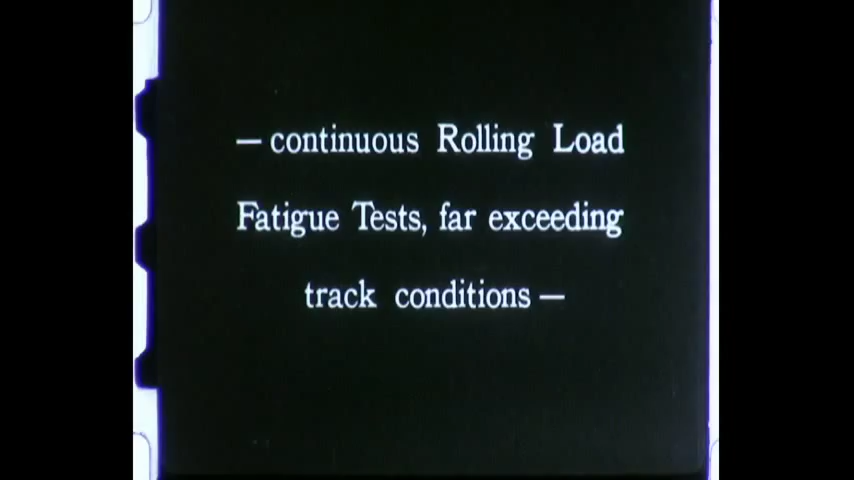 — continuous Rolling Load
Fatigue Tests, far exceeding
track conditions —